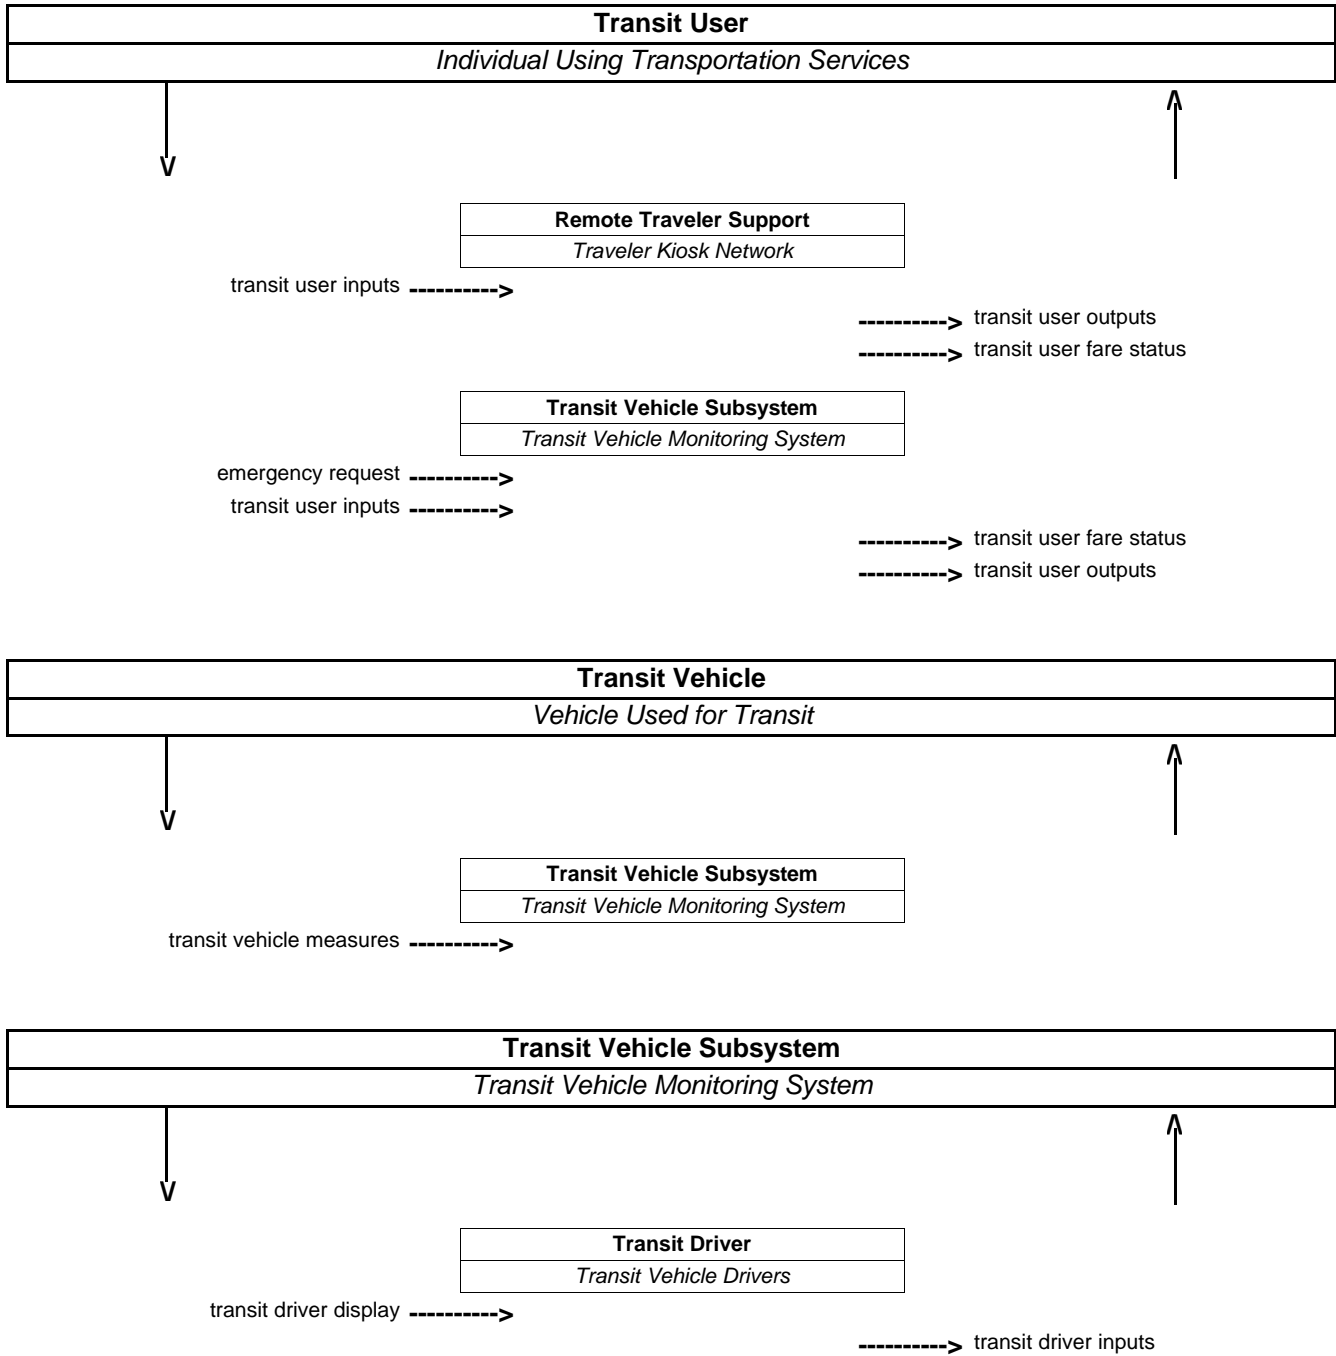 Transit User
Individual Using Transportation Services
Remote Traveler Support
Traveler Kiosk Network
transit user inputs
transit user outputs
transit user fare status
Transit Vehicle Subsystem
Transit Vehicle Monitoring System
emergency request
transit user inputs
transit user fare status
transit user outputs
Transit Vehicle
Vehicle Used for Transit
Transit Vehicle Subsystem
Transit Vehicle Monitoring System
transit vehicle measures
Transit Vehicle Subsystem
Transit Vehicle Monitoring System
Transit Driver
Transit Vehicle Drivers
transit driver display
transit driver inputs